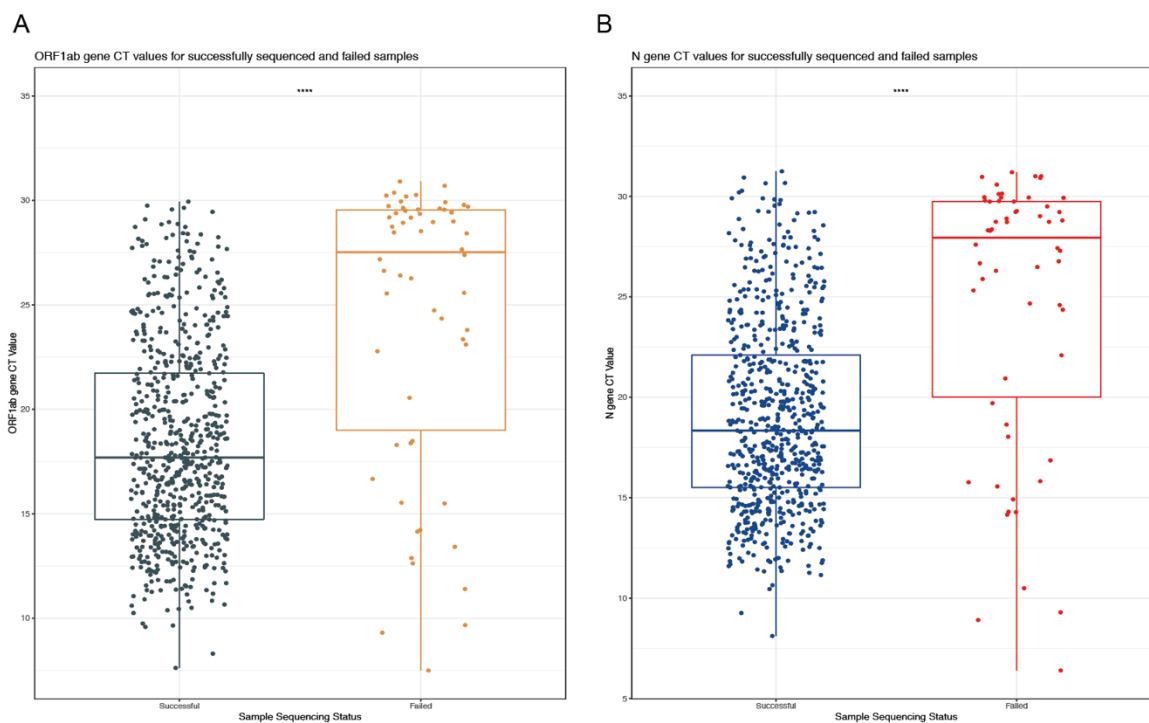 A
ORF1ab gene CT values for successfully sequenced and failed samples
35
****
30
25
20
15
10
ORF1ab gene CT Value
Successful
Failed
Sample Sequencing Status
B
N gene CT values for successfully sequenced and failed samples
35
****
30
25
20
15
10
5
N gene CT Value
Successful
Failed
Sample Sequencing Status